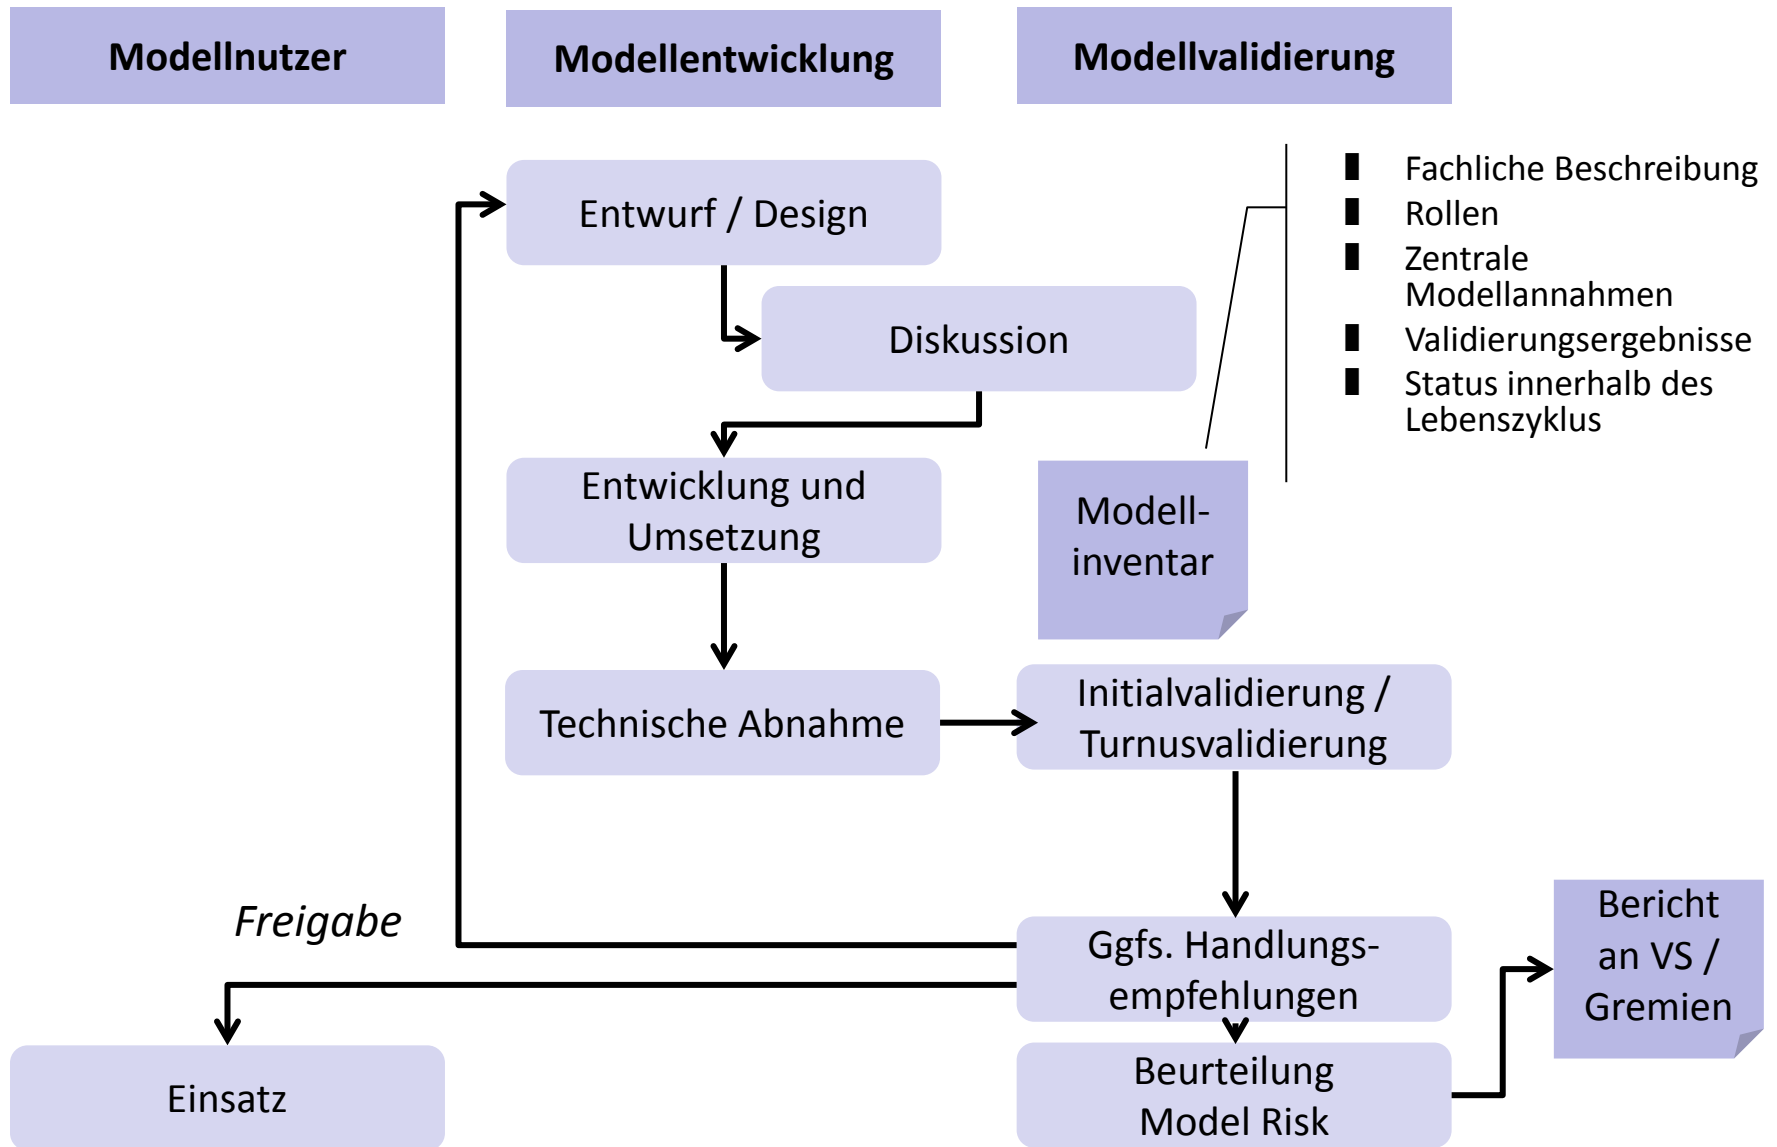 Modellnutzer
Modellentwicklung
Modellvalidierung
Entwurf / Design
Diskussion
Fachliche Beschreibung
Rollen
Zentrale
Modellannahmen
Validierungsergebnisse
Status innerhalb des
Lebenszyklus
Entwicklung und
Umsetzung
Modell-
inventar
Technische Abnahme
Initialvalidierung /
Turnusvalidierung
Freigabe
Ggfs. Handlungs-
empfehlungen
Bericht
an VS /
Gremien
Einsatz
Beurteilung
Model Risk